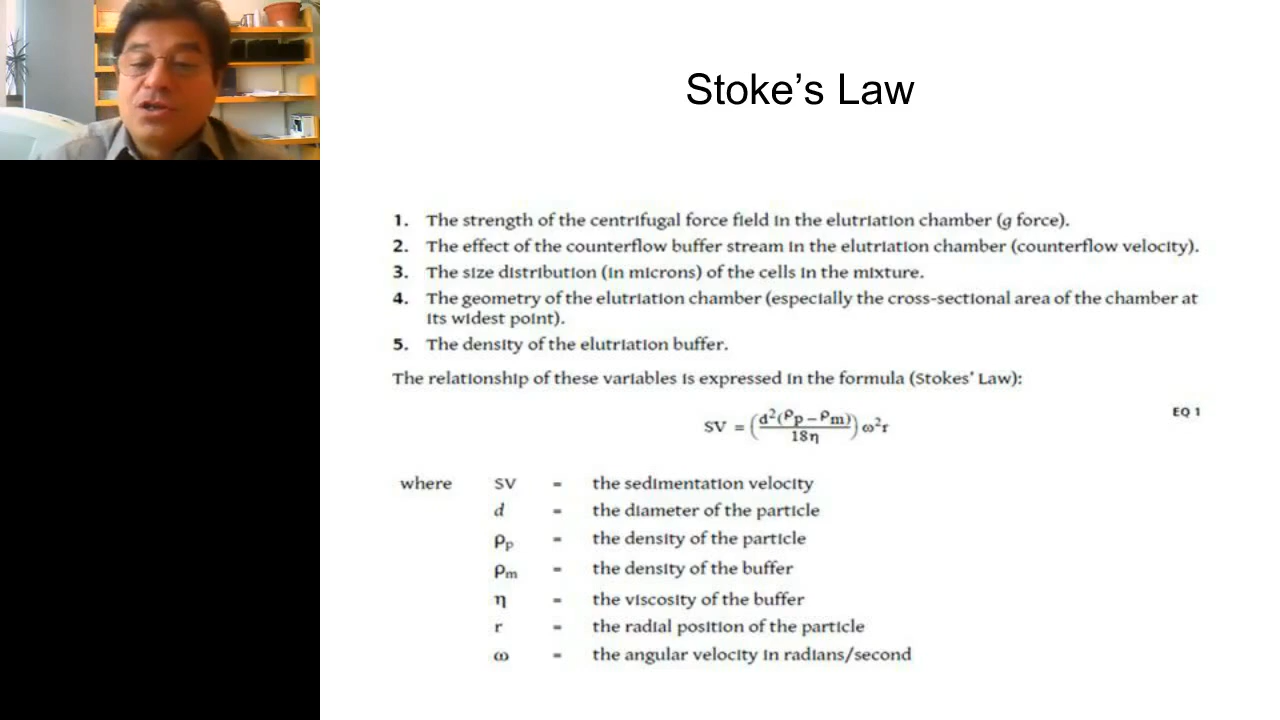 Stoke’s Law
1. The strength of the centrifugal force field in the elutriation chamber (g force).
2. The effect of the counterflow buffer stream in the elutriation chamber (counterflow velocity).
3. The size distribution (in microns) of the cells in the mixture.
4. The geometry of the elutriation chamber (especially the cross-sectional area of the chamber at
its widest point).
5. The density of the elutriation buffer.
The relationship of these variables is expressed in the formula (Stokes’ Law):
SV = (d²(ρp – ρm)/18η) ω²r EQ 1
where SV = the sedimentation velocity
d = the diameter of the particle
ρp = the density of the particle
ρm = the density of the buffer
η = the viscosity of the buffer
r = the radial position of the particle
ω = the angular velocity in radians/second